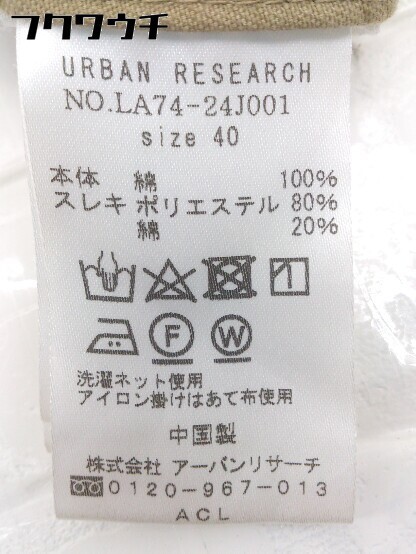 フクワウチ
URBAN RESEARCH
NO.LA74-24J001
size 40
本体 綿 100%
スレキ ポリエステル 80%
綿 20%
F W
洗濯ネット使用
アイロン掛けはあて布使用
中国製
株式会社 アーバンリサーチ
0120-967-013
ACL